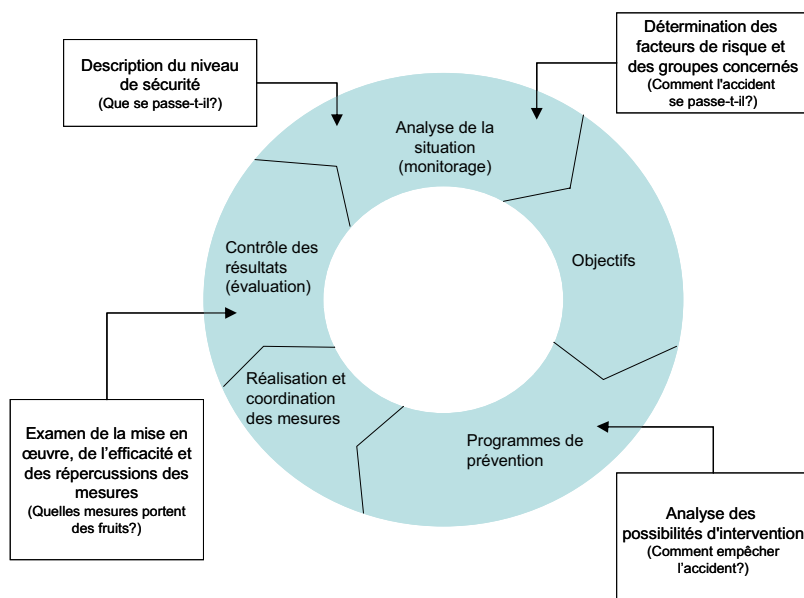 Description du niveau
de sécurité
(Que se passe-t-il?)
Détermination des
facteurs de risque et
des groupes concernés
(Comment l'accident
se passe-t-il?)
Analyse de la
situation
(monitorage)
Objectifs
Programmes de
prévention
Analyse des
possibilités d'intervention
(Comment empêcher
l'accident?)
Réalisation et
coordination
des mesures
Contrôle des
résultats
(évaluation)
Examen de la mise en
œuvre, de l'efficacité et
des répercussions des
mesures
(Quelles mesures portent
des fruits?)